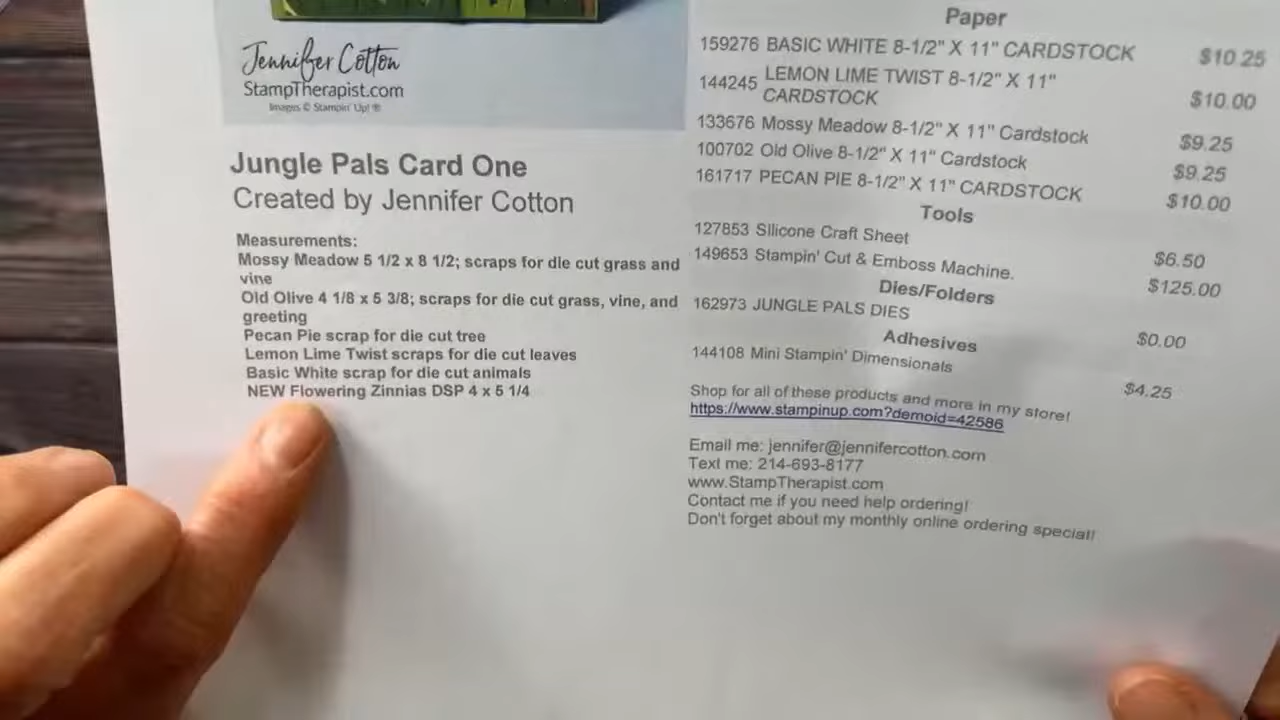 Jennifer Cotton
StampTherapist.com
Images © Stampin' Up! ®
Jungle Pals Card One
Created by Jennifer Cotton
Measurements:
Mossy Meadow 5 1/2 x 8 1/2; scraps for die cut grass and
vine
Old Olive 4 1/8 x 5 3/8; scraps for die cut grass, vine, and
greeting
Pecan Pie scrap for die cut tree
Lemon Lime Twist scraps for die cut leaves
Basic White scrap for die cut animals
NEW Flowering Zinnias DSP 4 x 5 1/4
Paper
159276 BASIC WHITE 8-1/2" X 11" CARDSTOCK $10.25
144245 LEMON LIME TWIST 8-1/2" X 11"
CARDSTOCK $10.00
133676 Mossy Meadow 8-1/2" X 11" Cardstock $9.25
100702 Old Olive 8-1/2" X 11" Cardstock $9.25
161717 PECAN PIE 8-1/2" X 11" CARDSTOCK $10.00
Tools
127853 Silicone Craft Sheet $6.50
149653 Stampin' Cut & Emboss Machine. $125.00
Dies/Folders
162973 JUNGLE PALS DIES $0.00
Adhesives
144108 Mini Stampin' Dimensionals $4.25
Shop for all of these products and more in my store!
https://www.stampinup.com?demoid=42586
Email me: jennifer@jennifercotton.com
Text me: 214-693-8177
www.StampTherapist.com
Contact me if you need help ordering!
Don't forget about my monthly online ordering special!